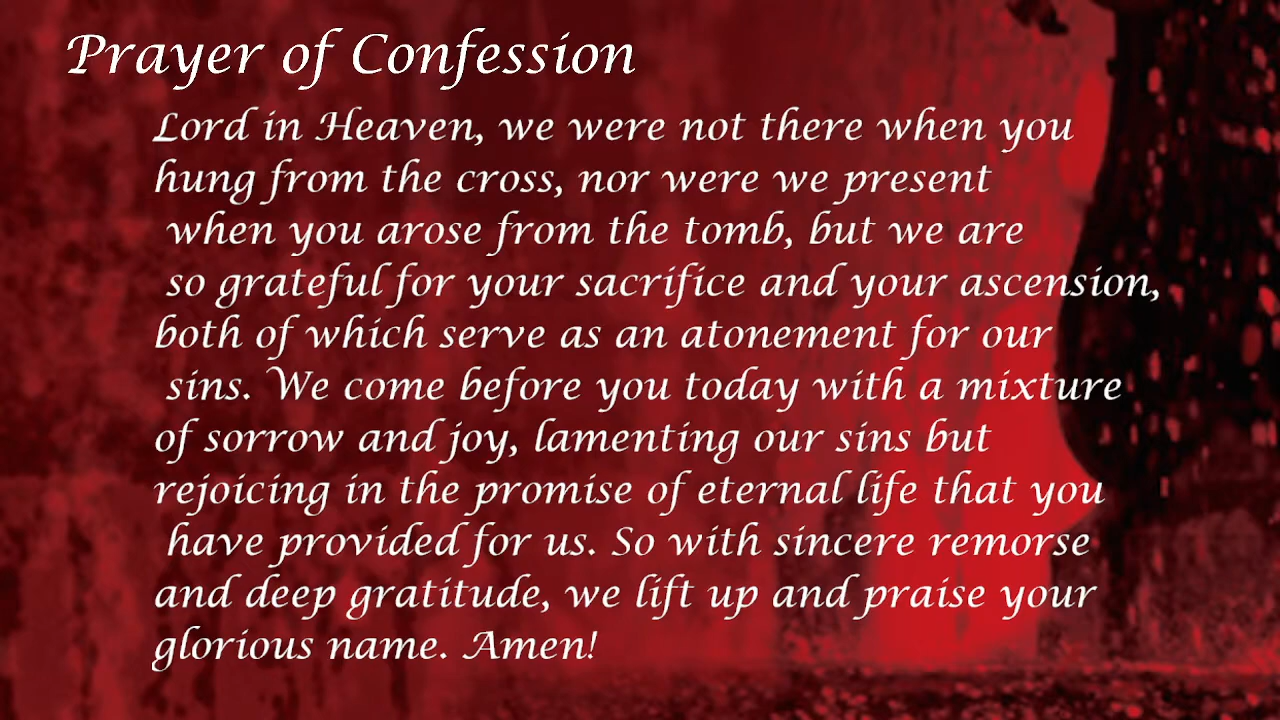 Prayer of Confession
Lord in Heaven, we were not there when you
hung from the cross, nor were we present
when you arose from the tomb, but we are
so grateful for your sacrifice and your ascension,
both of which serve as an atonement for our
sins. We come before you today with a mixture
of sorrow and joy, lamenting our sins but
rejoicing in the promise of eternal life that you
have provided for us. So with sincere remorse
and deep gratitude, we lift up and praise your
glorious name. Amen!